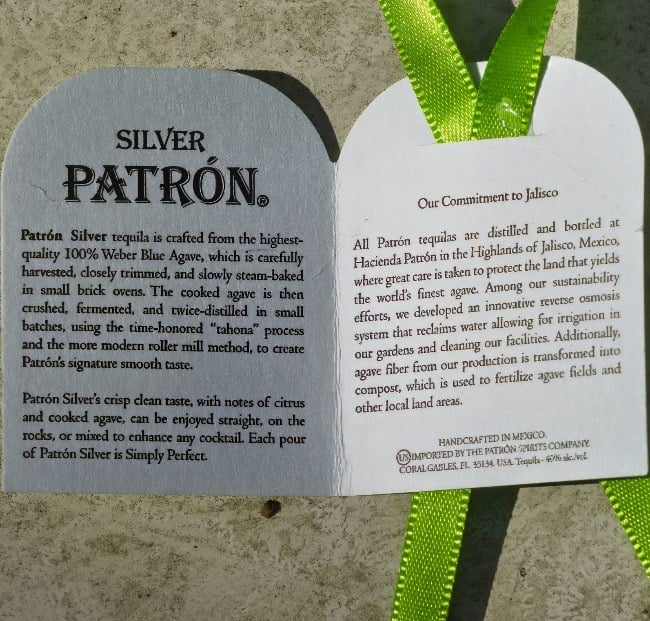 SILVER
PATRÓN®
Patrón Silver tequila is crafted from the highest-
quality 100% Weber Blue Agave, which is carefully
harvested, closely trimmed, and slowly steam-baked
in small brick ovens. The cooked agave is then
crushed, fermented, and twice-distilled in small
batches, using the time-honored "tahona" process
and the more modern roller mill method, to create
Patrón's signature smooth taste.
Patrón Silver's crisp clean taste, with notes of citrus
and cooked agave, can be enjoyed straight, on the
rocks, or mixed to enhance any cocktail. Each pour
of Patrón Silver is Simply Perfect.
Our Commitment to Jalisco
All Patrón tequilas are distilled and bottled at
Hacienda Patrón in the Highlands of Jalisco, Mexico,
where great care is taken to protect the land that yields
the world's finest agave. Among our sustainability
efforts, we developed an innovative reverse osmosis
system that reclaims water allowing for irrigation in
our gardens and cleaning our facilities. Additionally,
agave fiber from our production is transformed into
compost, which is used to fertilize agave fields and
other local land areas.
HANDCRAFTED IN MEXICO.
US IMPORTED BY THE PATRÓN SPIRITS COMPANY,
CORAL GABLES, FL. 33134. USA. Tequila - 40% alc./vol.